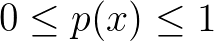 0 ≤ p(x) ≤ 1